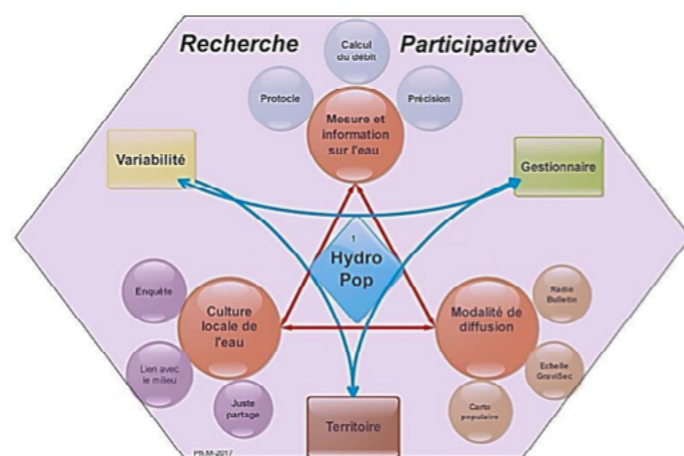 Recherche
Participative
Calcul
du débit
Protocle
Précision
Mesure et
information
sur l'eau
Variabilité
Gestionnaire
1
Hydro
Pop
Enquête
Culture
locale de
l'eau
Lien avec
le milieu
Juste
partage
Modalité de
diffusion
Radio
Bulletin
Echelle
GraviSec
Carto
populaire
Territoire